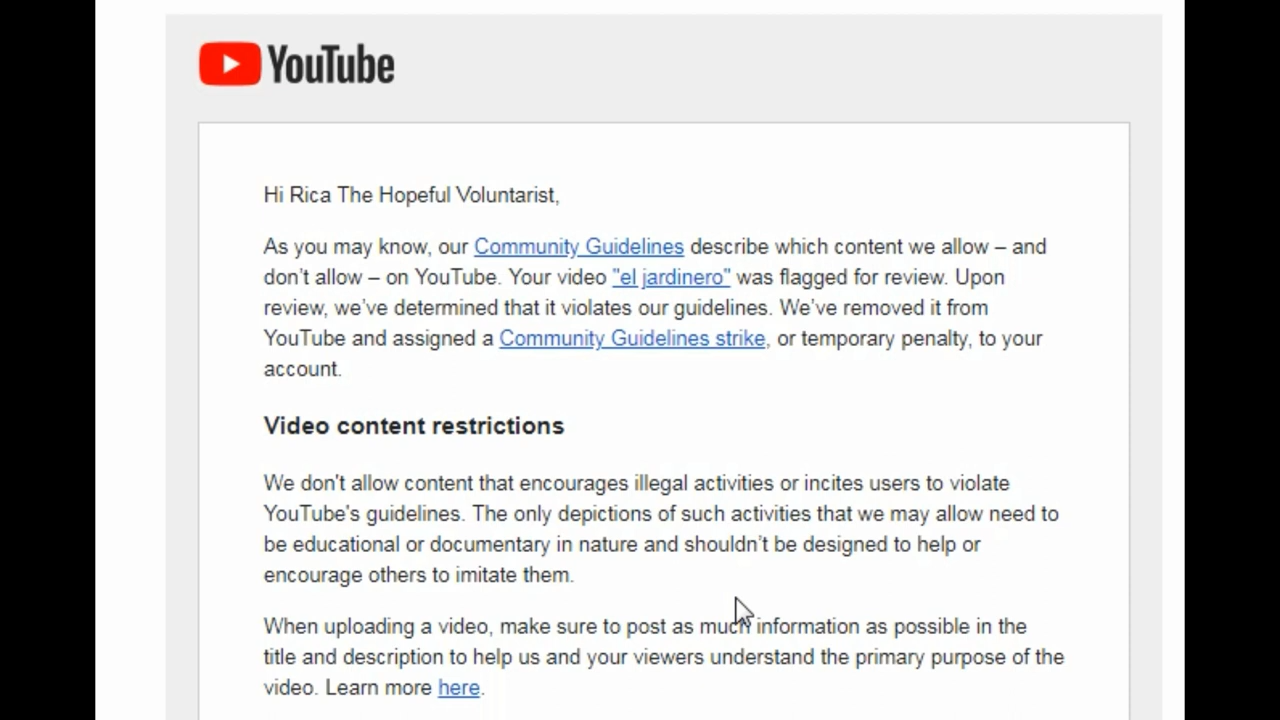 YouTube
Hi Rica The Hopeful Voluntarist,
As you may know, our Community Guidelines describe which content we allow – and
don’t allow – on YouTube. Your video "el jardinero" was flagged for review. Upon
review, we’ve determined that it violates our guidelines. We’ve removed it from
YouTube and assigned a Community Guidelines strike, or temporary penalty, to your
account.
Video content restrictions
We don't allow content that encourages illegal activities or incites users to violate
YouTube's guidelines. The only depictions of such activities that we may allow need to
be educational or documentary in nature and shouldn’t be designed to help or
encourage others to imitate them.
When uploading a video, make sure to post as much information as possible in the
title and description to help us and your viewers understand the primary purpose of the
video. Learn more here.